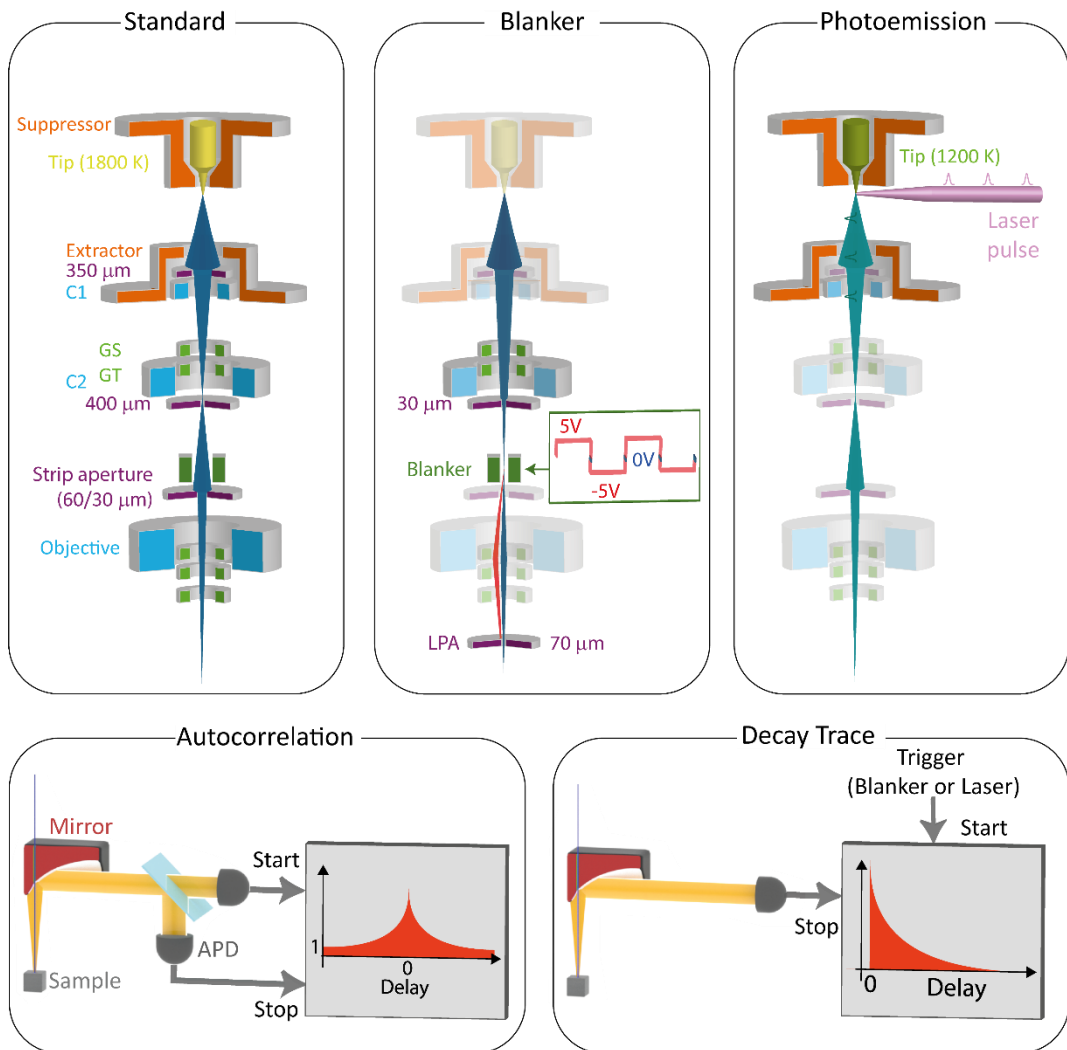 Standard
Suppressor
Tip (1800 K)
Extractor
350 μm
C1
GS
C2
GT
400 μm
Strip aperture
(60/30 μm)
Objective
Blanker
30 μm
5V
0V
-5V
Blanker
LPA
70 μm
Photoemission
Tip (1200 K)
Laser
pulse
Autocorrelation
Mirror
Start
1
0
Delay
APD
Sample
Stop
Decay Trace
Trigger
(Blanker or Laser)
Start
Stop
0
Delay